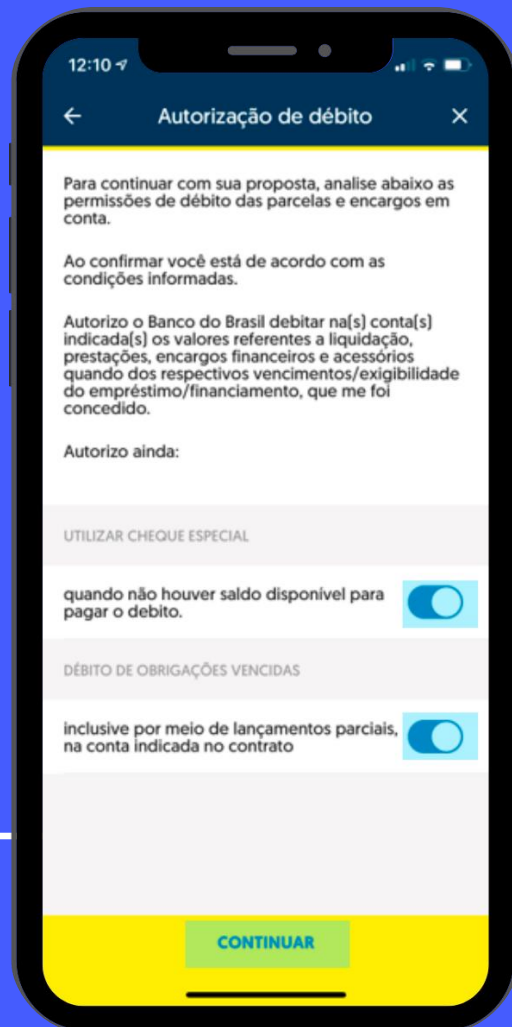 12:10
Autorização de débito
Para continuar com sua proposta, analise abaixo as
permissões de débito das parcelas e encargos em
conta.
Ao confirmar você está de acordo com as
condições informadas.
Autorizo o Banco do Brasil debitar na(s) conta(s)
indicada(s) os valores referentes a liquidação,
prestações, encargos financeiros e acessórios
quando dos respectivos vencimentos/exigibilidade
do empréstimo/financiamento, que me foi
concedido.
Autorizo ainda:
UTILIZAR CHEQUE ESPECIAL
quando não houver saldo disponível para
pagar o debito.
DÉBITO DE OBRIGAÇÕES VENCIDAS
inclusive por meio de lançamentos parciais,
na conta indicada no contrato
CONTINUAR